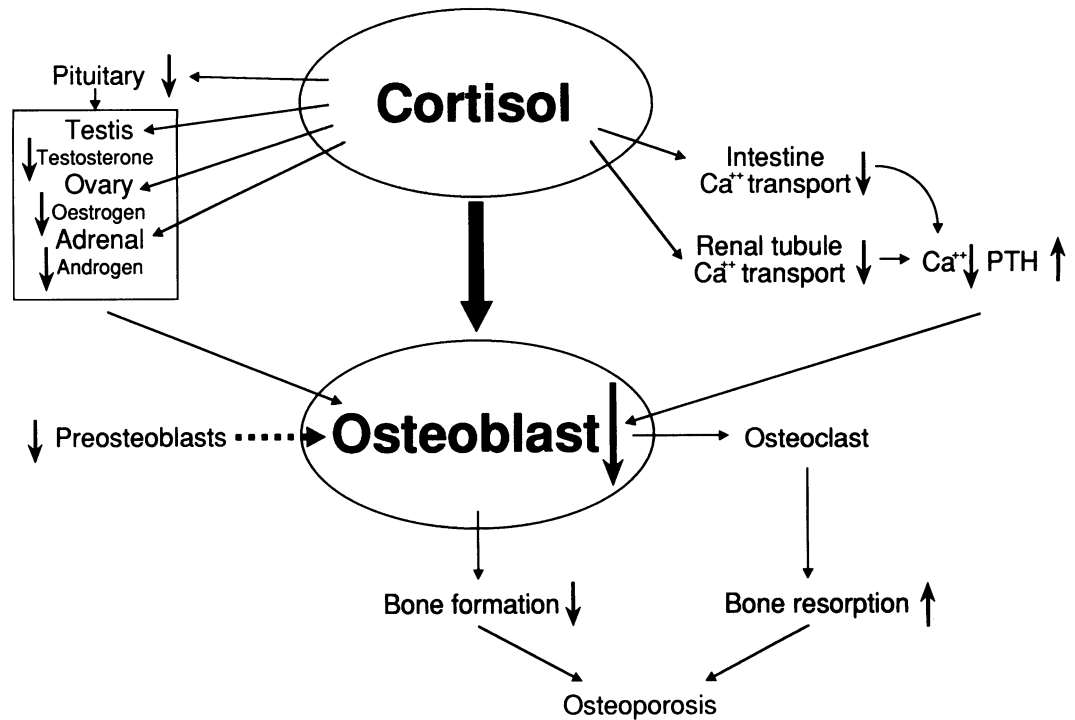 Cortisol
Pituitary
Testis
Testosterone
Ovary
Oestrogen
Adrenal
Androgen
Intestine
Ca++ transport
Renal tubule
Ca++ transport
Ca++ PTH
Preosteoblasts
Osteoblast
Osteoclast
Bone formation
Bone resorption
Osteoporosis